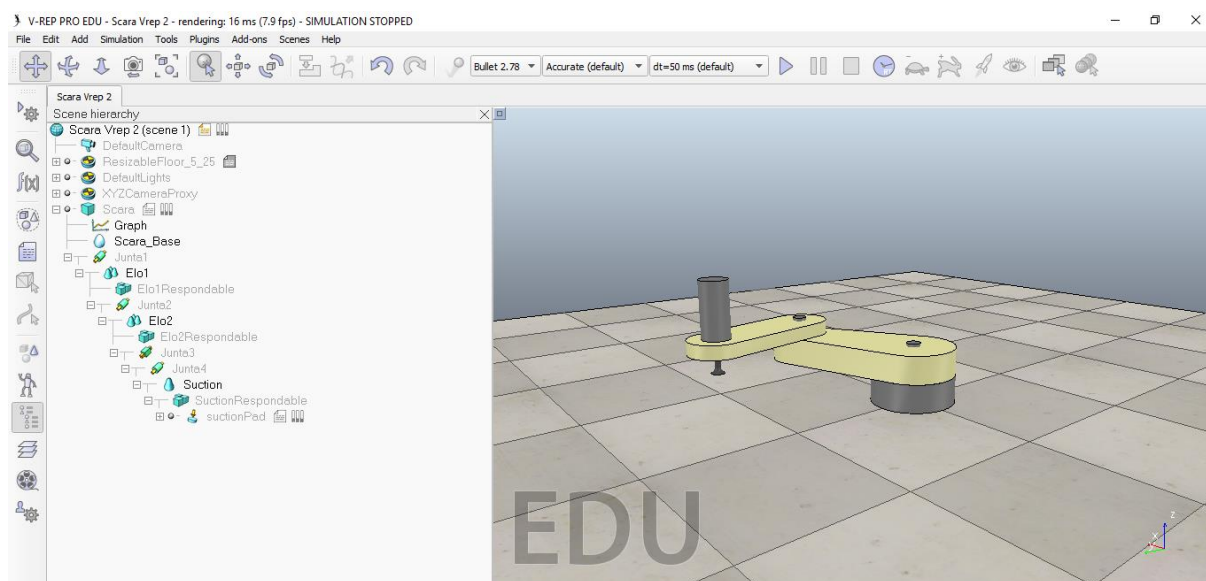 V-REP PRO EDU - Scara Vrep 2 - rendering: 16 ms (7.9 fps) - SIMULATION STOPPED
File Edit Add Simulation Tools Plugins Add-ons Scenes Help
Bullet 2.78 Accurate (default) dt=50 ms (default)
Scara Vrep 2
Scene hierarchy
f(x)
Scara Vrep 2 (scene 1)
DefaultCamera
ResizableFloor_5_25
DefaultLights
XYZCameraProxy
Scara
Graph
Scara_Base
Junta1
Elo1
Elo1Respondable
Junta2
Elo2
Elo2Respondable
Junta3
Junta4
Suction
SuctionRespondable
suctionPad
EDU
z
x